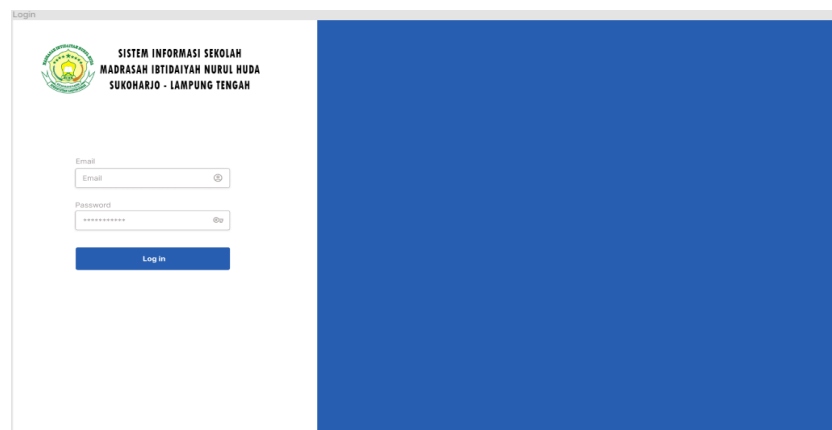 Login
SISTEM INFORMASI SEKOLAH
MADRASAH IBTIDAIYAH NURUL HUDA
SUKOHARJO - LAMPUNG TENGAH
Email
Email
Password
***********
Log in